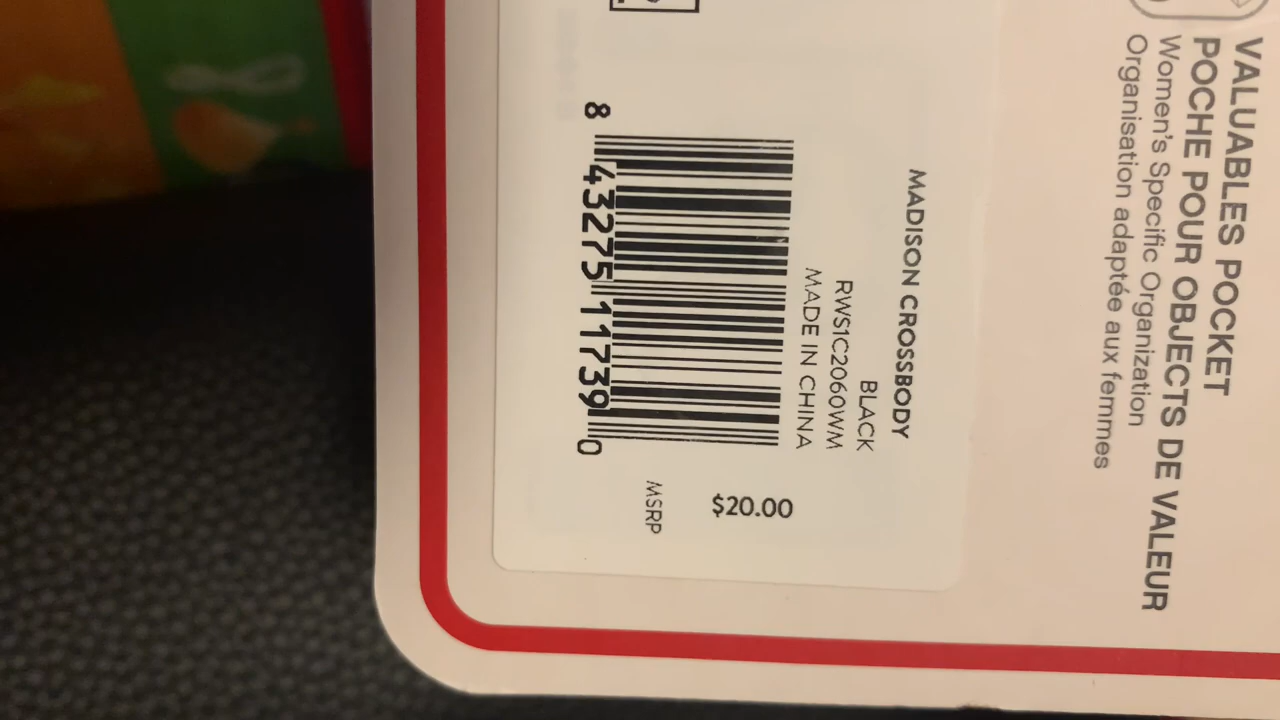 VALUABLES POCKET
POCHE POUR OBJECTS DE VALEUR
Women's Specific Organization
Organisation adaptée aux femmes
MADISON CROSSBODY
BLACK
RWS1C2060WM
MADE IN CHINA
8 43275 11739 0
$20.00
MSRP